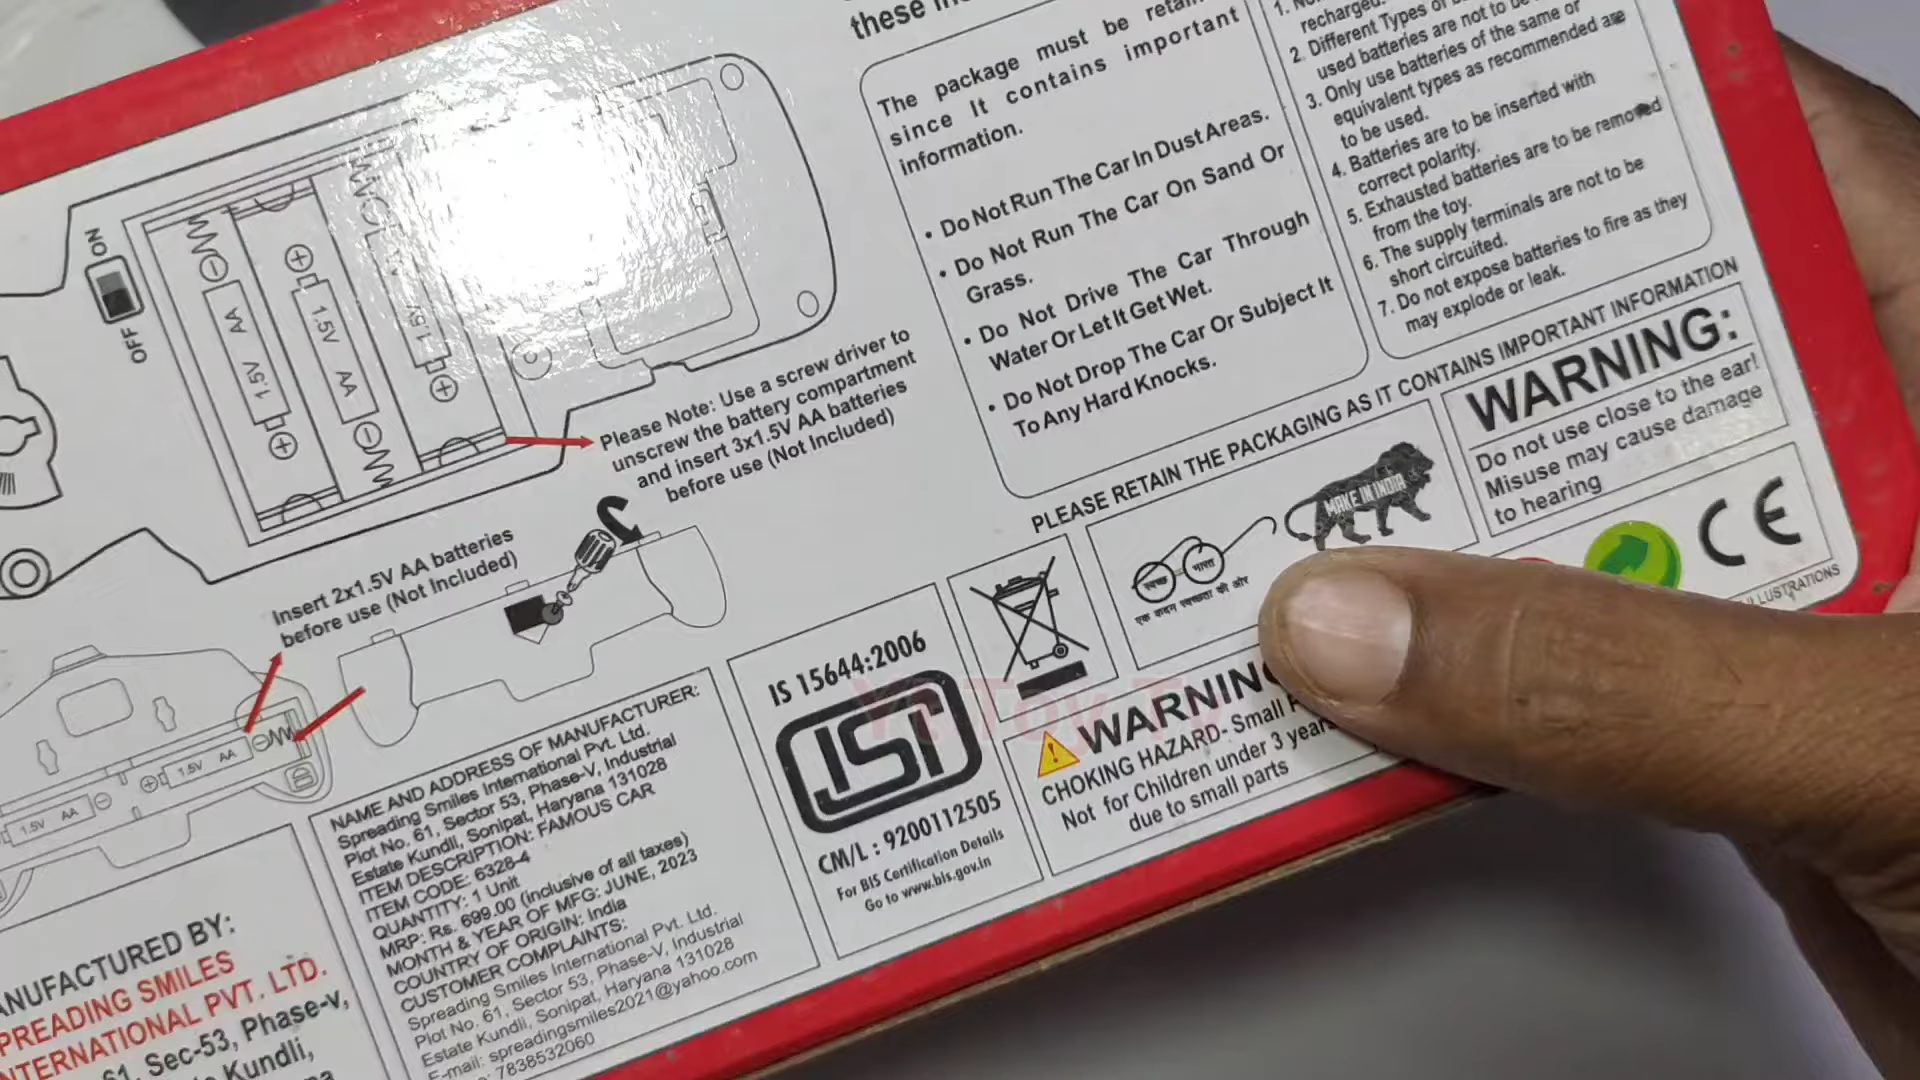 these
The package must be
since It contains important
information.
• Do Not Run The Car In Dust Areas.
• Do Not Run The Car On Sand Or
Grass.
• Do Not Drive The Car Through
Water Or Let It Get Wet.
• Do Not Drop The Car Or Subject It
To Any Hard Knocks.
1.
recharged.
2. Different Types of
used batteries are not to be
3. Only use batteries of the same or
equivalent types as recommended are
to be used.
4. Batteries are to be inserted with
correct polarity.
5. Exhausted batteries are to be removed
from the toy.
6. The supply terminals are not to be
short circuited.
7. Do not expose batteries to fire as they
may explode or leak.
ON
OFF
1.5V AA
1.5V AA
1.5V
Please Note: Use a screw driver to
unscrew the battery compartment
and insert 3x1.5V AA batteries
before use (Not Included)
Insert 2x1.5V AA batteries
before use (Not Included)
1.5V AA
1.5V AA
PLEASE RETAIN THE PACKAGING AS IT CONTAINS IMPORTANT INFORMATION
WARNING:
Do not use close to the ear!
Misuse may cause damage
to hearing
MAKE IN INDIA
स्वच्छ भारत
एक कदम स्वच्छता की ओर
CE
IS 15644:2006
ISI
CM/L : 9200112505
For BIS Certification Details
Go to www.bis.gov.in
WARNING
CHOKING HAZARD- Small
Not for Children under 3 years
due to small parts
NAME AND ADDRESS OF MANUFACTURER:
Spreading Smiles International Pvt. Ltd.
Plot No. 61, Sector 53, Phase-V, Industrial
Estate Kundli, Sonipat, Haryana 131028
ITEM DESCRIPTION: FAMOUS CAR
ITEM CODE: 6328-4
QUANTITY: 1 Unit
MRP: Rs. 699.00 (inclusive of all taxes)
MONTH & YEAR OF MFG: JUNE, 2023
COUNTRY OF ORIGIN: India
CUSTOMER COMPLAINTS:
Spreading Smiles International Pvt. Ltd.
Plot No. 61, Sector 53, Phase-V, Industrial
Estate Kundli, Sonipat, Haryana 131028
E-mail: spreadingsmiles2021@yahoo.com
7838532060
ANUFACTURED BY:
PREADING SMILES
NTERNATIONAL PVT. LTD.
61, Sec-53, Phase-v,
Kundli,
Yt Toy Tv